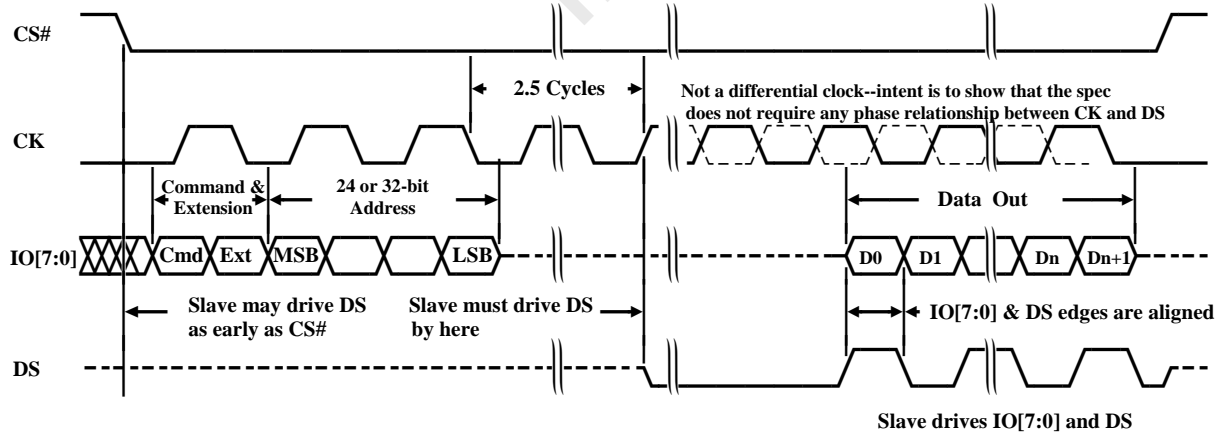 CS#
2.5 Cycles
Not a differential clock--intent is to show that the spec
does not require any phase relationship between CK and DS
CK
Command &
Extension
24 or 32-bit
Address
Data Out
IO[7:0]
Cmd
Ext
MSB
LSB
D0
D1
Dn
Dn+1
Slave may drive DS
as early as CS#
Slave must drive DS
by here
IO[7:0] & DS edges are aligned
DS
Slave drives IO[7:0] and DS